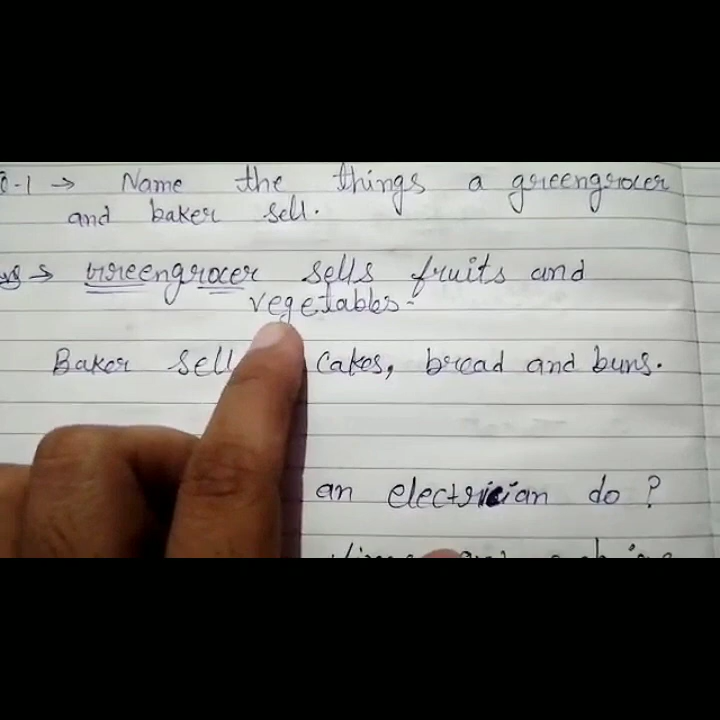 Q-1 → Name the things a greengrocer
and baker sell.
→ Greengrocer sells fruits and
vegetables.
Baker sell cakes, bread and buns.
an electrician do ?